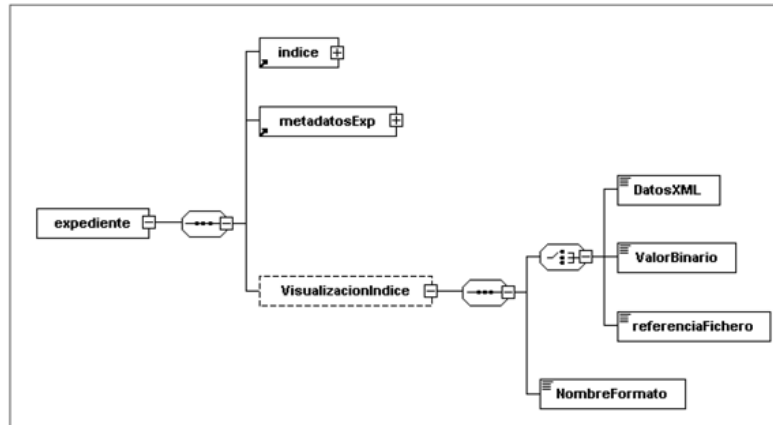 indice
metadatosExp
DatosXML
expediente
ValorBinario
VisualizacionIndice
referenciaFichero
NombreFormato